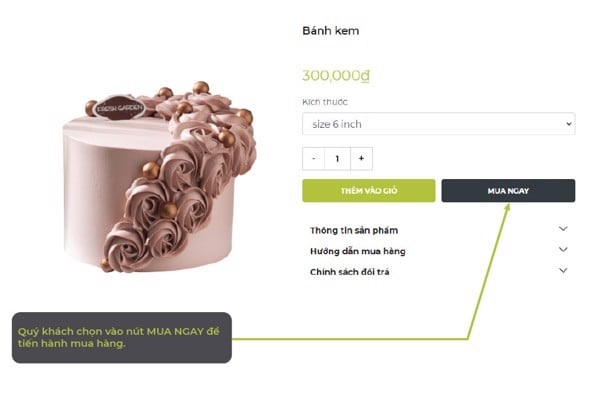 Bánh kem
300,000₫
Kích thước
size 6 inch
- 1 +
THÊM VÀO GIỎ
MUA NGAY
Thông tin sản phẩm
Hướng dẫn mua hàng
Chính sách đổi trả
FRESH GARDEN
Quý khách chọn vào nút MUA NGAY để
tiến hành mua hàng.